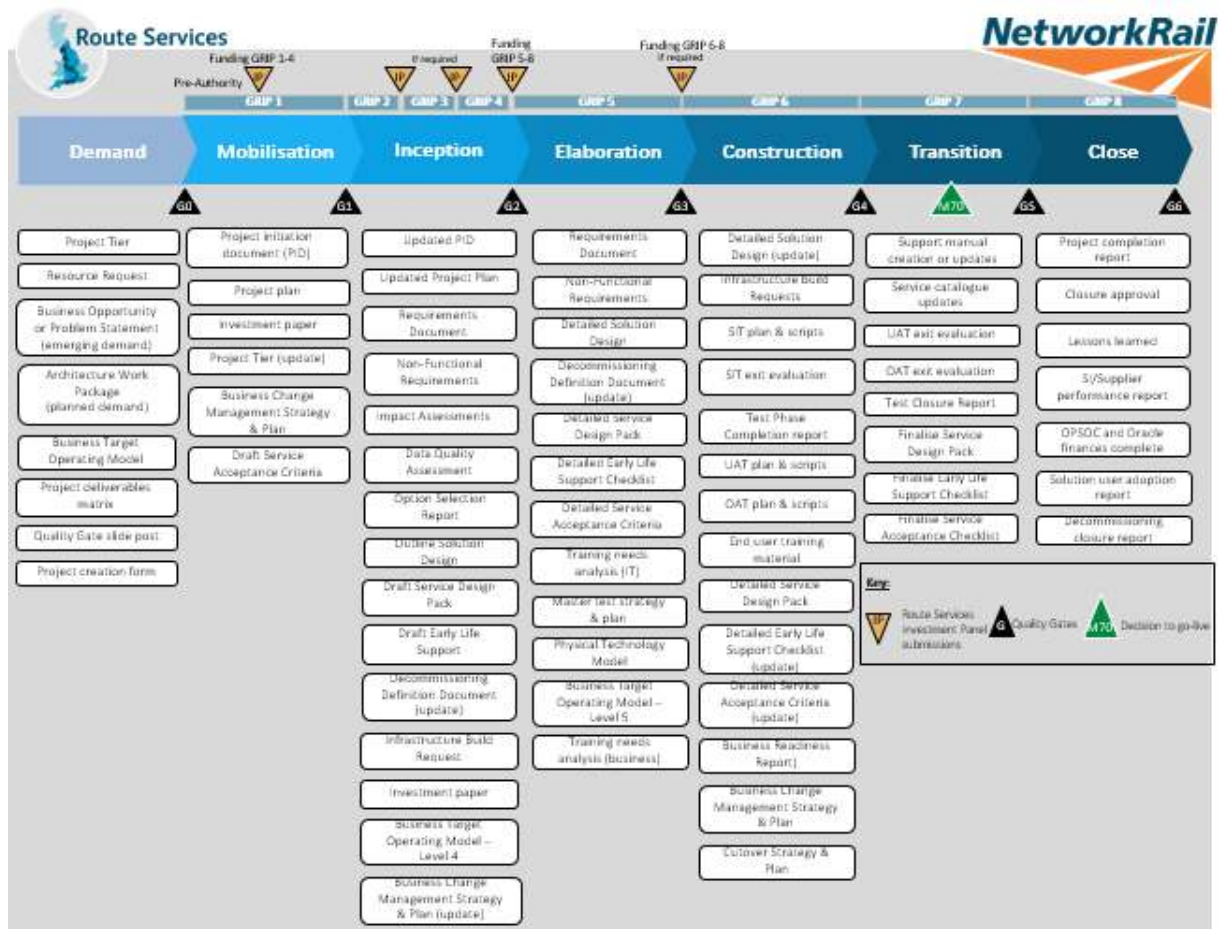 Route Services
NetworkRail
Funding GRIP 1-4
If required
Funding
GRIP 5-8
Funding GRIP 6-8
If required
Pre-Authority
IP
IP
IP
IP
IP
GRIP 1
GRIP 2
GRIP 3
GRIP 4
GRIP 5
GRIP 6
GRIP 7
GRIP 8
Demand
Mobilisation
Inception
Elaboration
Construction
Transition
Close
G0
G1
G2
G3
G4
M70
G5
G6
Project Tier
Resource Request
Business Opportunity
or Problem Statement
(emerging demand)
Architecture Work
Package
(planned demand)
Business Target
Operating Model
Project deliverables
matrix
Quality Gate slide post
Project creation form
Project initiation
document (PID)
Project plan
Investment paper
Project Tier (update)
Business Change
Management Strategy
& Plan
Draft Service
Acceptance Criteria
Updated PID
Updated Project Plan
Requirements
Document
Non-Functional
Requirements
Impact Assessments
Data Quality
Assessment
Option Selection
Report
Outline Solution
Design
Draft Service Design
Pack
Draft Early Life
Support
Decommissioning
Definition Document
(update)
Infrastructure Build
Request
Investment paper
Business Target
Operating Model –
Level 4
Business Change
Management Strategy
& Plan (update)
Requirements
Document
Non-Functional
Requirements
Detailed Solution
Design
Decommissioning
Definition Document
(update)
Detailed Service
Design Pack
Detailed Early Life
Support Checklist
Detailed Service
Acceptance Criteria
Training needs
analysis (IT)
Master test strategy
& plan
Physical Technology
Model
Business Target
Operating Model –
Level 5
Training needs
analysis (business)
Detailed Solution
Design (update)
Infrastructure Build
Requests
SIT plan & scripts
SIT exit evaluation
Test Phase
Completion report
UAT plan & scripts
OAT plan & scripts
End user training
material
Detailed Service
Design Pack
Detailed Early Life
Support Checklist
(update)
Detailed Service
Acceptance Criteria
(update)
Business Readiness
Report)
Business Change
Management Strategy
& Plan
Cutover Strategy &
Plan
Support manual
creation or updates
Service catalogue
updates
UAT exit evaluation
OAT exit evaluation
Test Closure Report
Finalise Service
Design Pack
Finalise Early Life
Support Checklist
Finalise Service
Acceptance Checklist
Project completion
report
Closure approval
Lessons learned
SI/Supplier
performance report
OPSOC and Oracle
finances complete
Solution user adoption
report
Decommissioning
closure report
Key:
IP
Route Services
Investment Panel
submissions
G
Quality Gates
M70
Decision to go-live